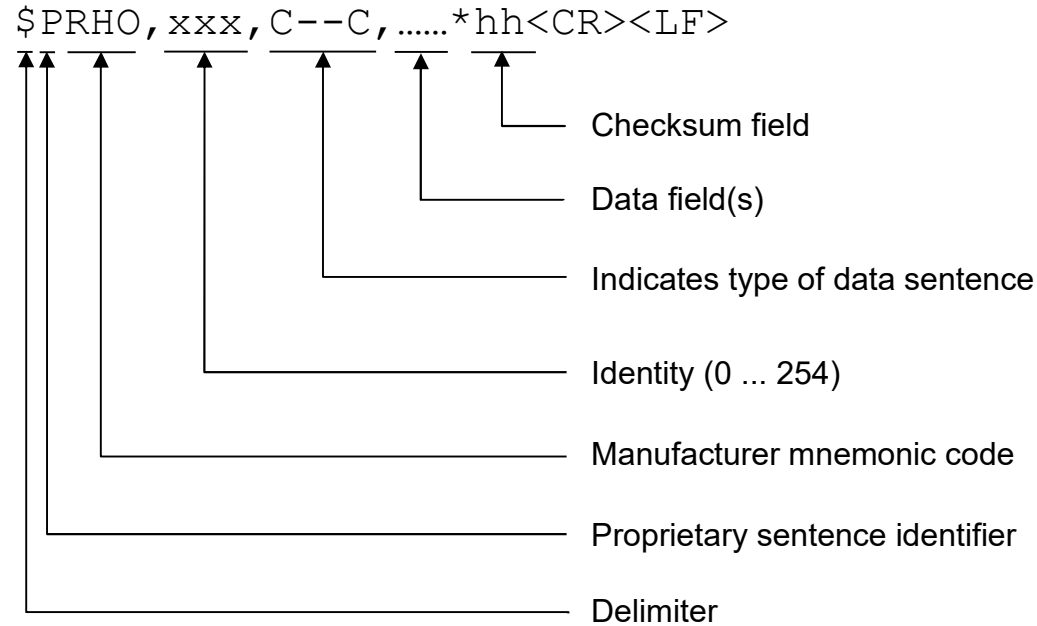 $PRHO,xxx,C--C,……*hh<CR><LF>
Checksum field
Data field(s)
Indicates type of data sentence
Identity (0 ... 254)
Manufacturer mnemonic code
Proprietary sentence identifier
Delimiter